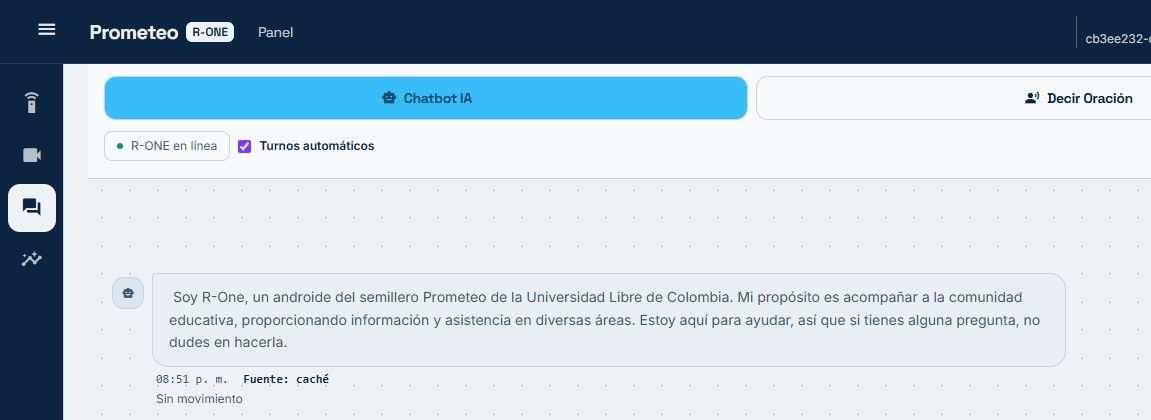 Prometeo R-ONE Panel
cb3ee232-
Chatbot IA
Decir Oración
R-ONE en línea
Turnos automáticos
Soy R-One, un androide del semillero Prometeo de la Universidad Libre de Colombia. Mi propósito es acompañar a la comunidad
educativa, proporcionando información y asistencia en diversas áreas. Estoy aquí para ayudar, así que si tienes alguna pregunta, no
dudes en hacerla.
08:51 p. m. Fuente: caché
Sin movimiento